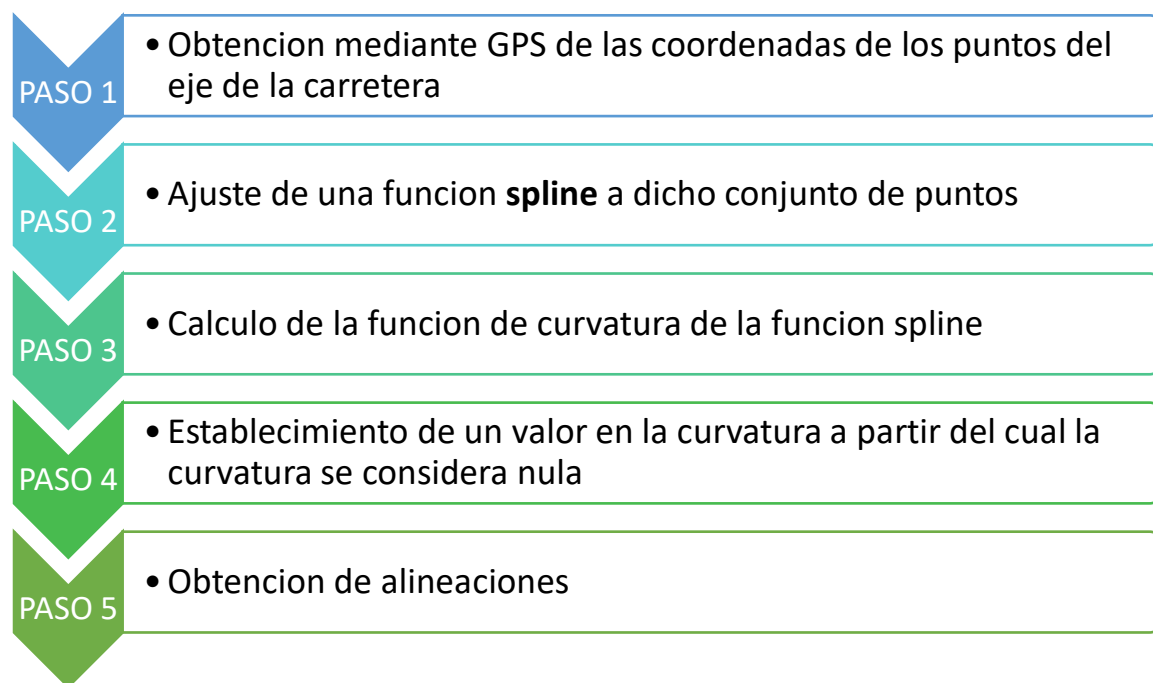 PASO 1
• Obtencion mediante GPS de las coordenadas de los puntos del
eje de la carretera
PASO 2
• Ajuste de una funcion spline a dicho conjunto de puntos
PASO 3
• Calculo de la funcion de curvatura de la funcion spline
PASO 4
• Establecimiento de un valor en la curvatura a partir del cual la
curvatura se considera nula
PASO 5
• Obtencion de alineaciones